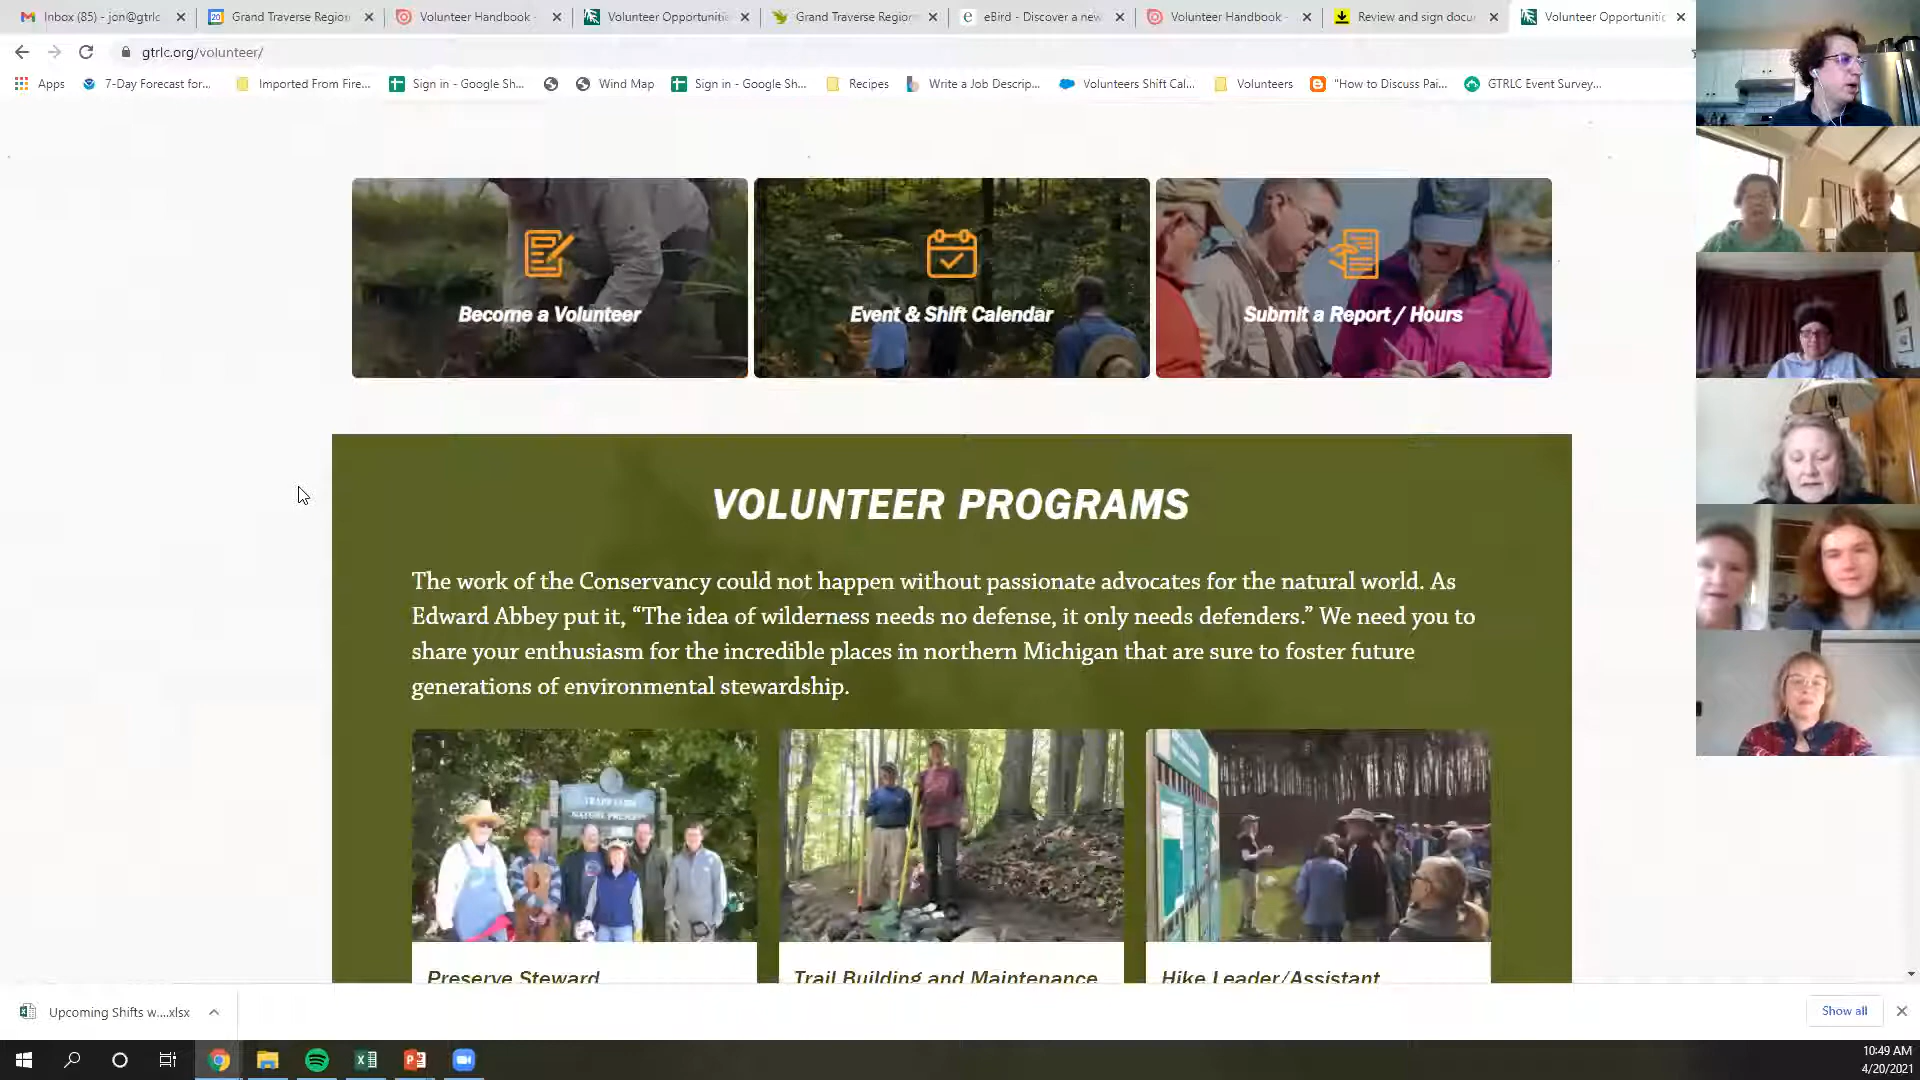 Inbox (85) - jon@gtrlc
Grand Traverse Region
Volunteer Handbook -
Volunteer Opportuniti
Grand Traverse Region
eBird - Discover a new
Volunteer Handbook -
Review and sign docu
Volunteer Opportuniti
gtrlc.org/volunteer/
Apps
7-Day Forecast for...
Imported From Fire...
Sign in - Google Sh...
Wind Map
Sign in - Google Sh...
Recipes
Write a Job Descrip...
Volunteers Shift Cal...
Volunteers
"How to Discuss Pai...
GTRLC Event Survey...
Become a Volunteer
Event & Shift Calendar
Submit a Report / Hours
VOLUNTEER PROGRAMS
The work of the Conservancy could not happen without passionate advocates for the natural world. As
Edward Abbey put it, “The idea of wilderness needs no defense, it only needs defenders.” We need you to
share your enthusiasm for the incredible places in northern Michigan that are sure to foster future
generations of environmental stewardship.
Preserve Steward
Trail Building and Maintenance
Hike Leader/Assistant
Upcoming Shifts w....xlsx
Show all
10:49 AM
4/20/2021